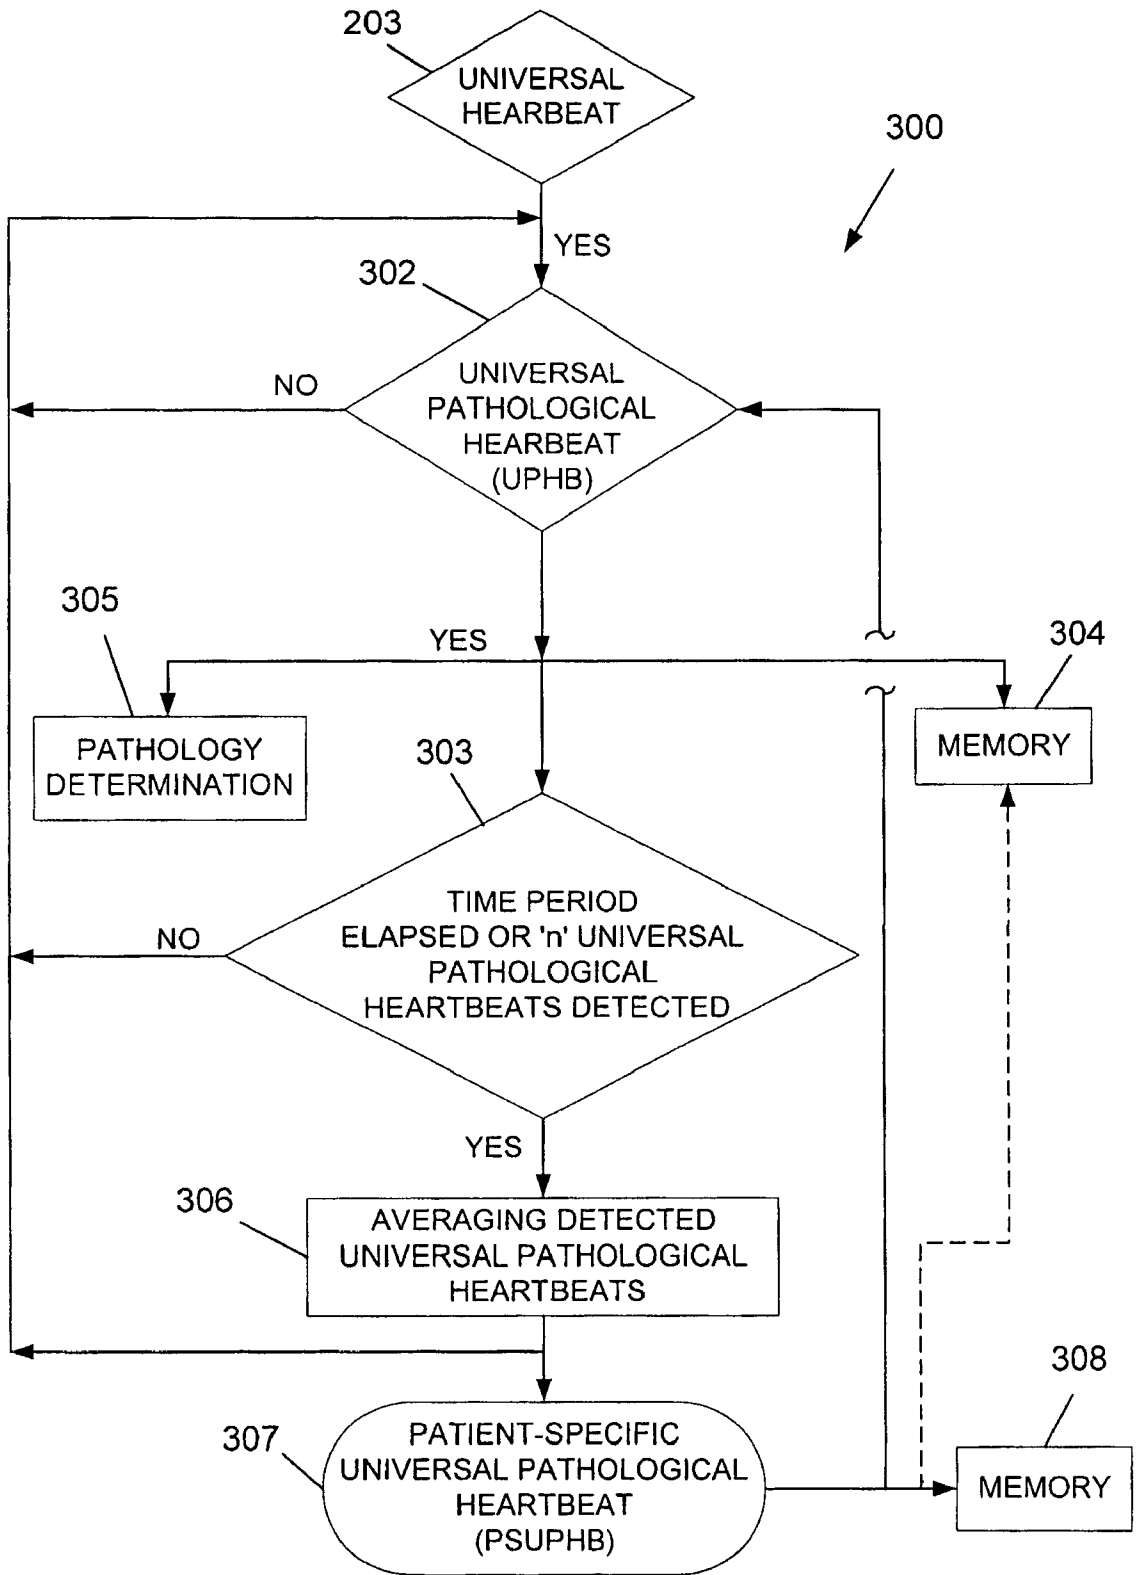 203
UNIVERSAL
HEARBEAT
300
YES
302
UNIVERSAL
PATHOLOGICAL
HEARBEAT
(UPHB)
NO
305
YES
304
PATHOLOGY
DETERMINATION
MEMORY
303
TIME PERIOD
ELAPSED OR 'n' UNIVERSAL
PATHOLOGICAL
HEARTBEATS DETECTED
NO
YES
306
AVERAGING DETECTED
UNIVERSAL PATHOLOGICAL
HEARTBEATS
308
307
PATIENT-SPECIFIC
UNIVERSAL PATHOLOGICAL
HEARTBEAT
(PSUPHB)
MEMORY